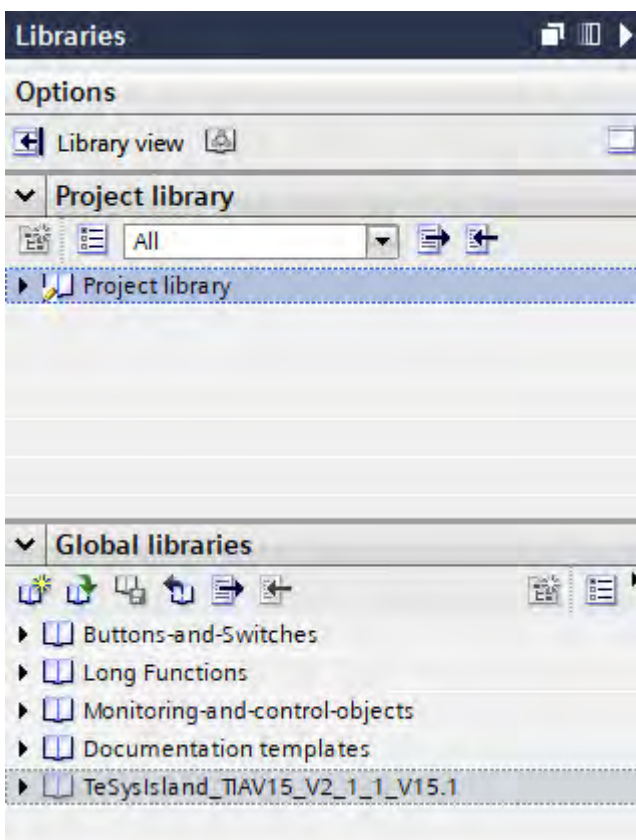 Libraries
Options
Library view
Project library
All
Project library
Global libraries
Buttons-and-Switches
Long Functions
Monitoring-and-control-objects
Documentation templates
TeSysIsland_TIAV15_V2_1_1_V15.1